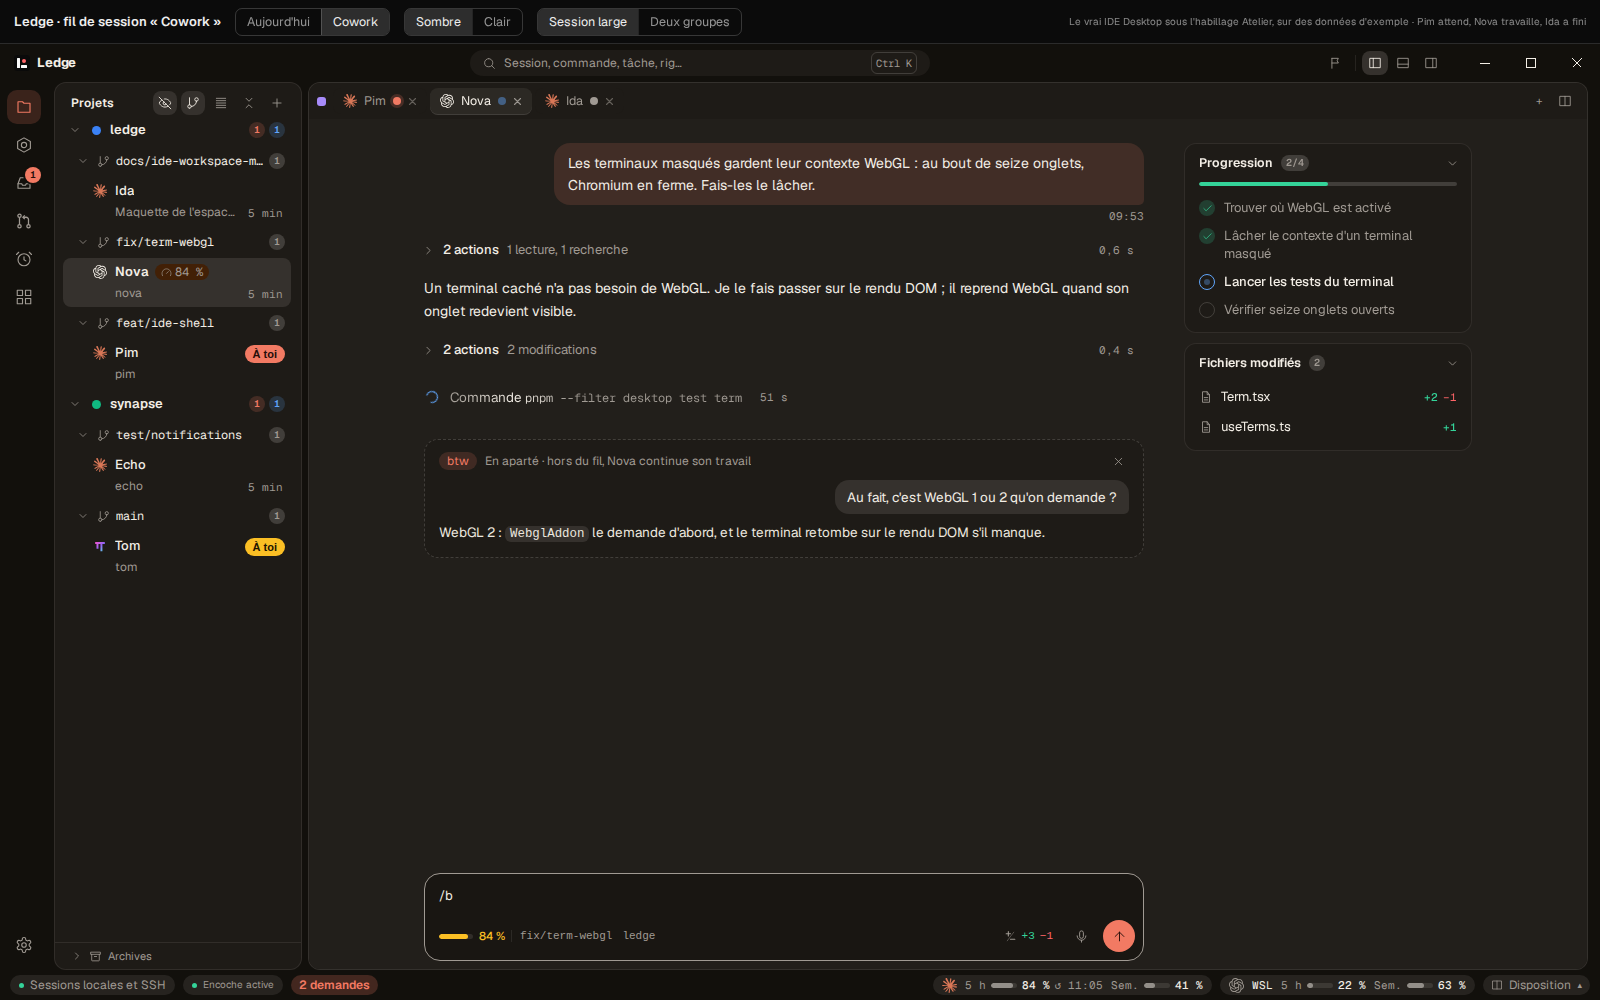 Ledge · fil de session « Cowork » Aujourd'hui Cowork Sombre Clair Session large Deux groupes Le vrai IDE Desktop sous l'habillage Atelier, sur des données d'exemple · Pim attend, Nova travaille, Ida a fini
Ledge Session, commande, tâche, rig… Ctrl K
Projets
ledge 1 1
docs/ide-workspace-m… 1
Ida
Maquette de l'espac… 5 min
fix/term-webgl 1
Nova 84 %
nova 5 min
feat/ide-shell 1
Pim À toi
pim
synapse 1 1
test/notifications 1
Echo
echo 5 min
main 1
Tom À toi
tom
Archives
1
Pim Nova Ida
Les terminaux masqués gardent leur contexte WebGL : au bout de seize onglets,
Chromium en ferme. Fais-les le lâcher.
09:53
2 actions 1 lecture, 1 recherche 0,6 s
Un terminal caché n'a pas besoin de WebGL. Je le fais passer sur le rendu DOM ; il reprend WebGL quand son
onglet redevient visible.
2 actions 2 modifications 0,4 s
Commande pnpm --filter desktop test term 51 s
btw En aparté · hors du fil, Nova continue son travail
Au fait, c'est WebGL 1 ou 2 qu'on demande ?
WebGL 2 : WebglAddon le demande d'abord, et le terminal retombe sur le rendu DOM s'il manque.
/b
84 % fix/term-webgl ledge +3 −1
Progression 2/4
Trouver où WebGL est activé
Lâcher le contexte d'un terminal
masqué
Lancer les tests du terminal
Vérifier seize onglets ouverts
Fichiers modifiés 2
Term.tsx +2 −1
useTerms.ts +1
Sessions locales et SSH Encoche active 2 demandes 5 h 84 % ↺ 11:05 Sem. 41 % WSL 5 h 22 % Sem. 63 % Disposition